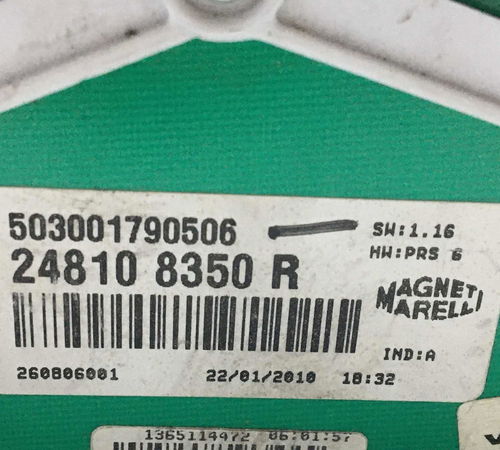 503001790506
SW:1.16
HW:PRS 6
24810 8350 R
MAGNETI
MARELLI
IND:A
260806001 22/01/2010 18:32
1365114472 06:01:57